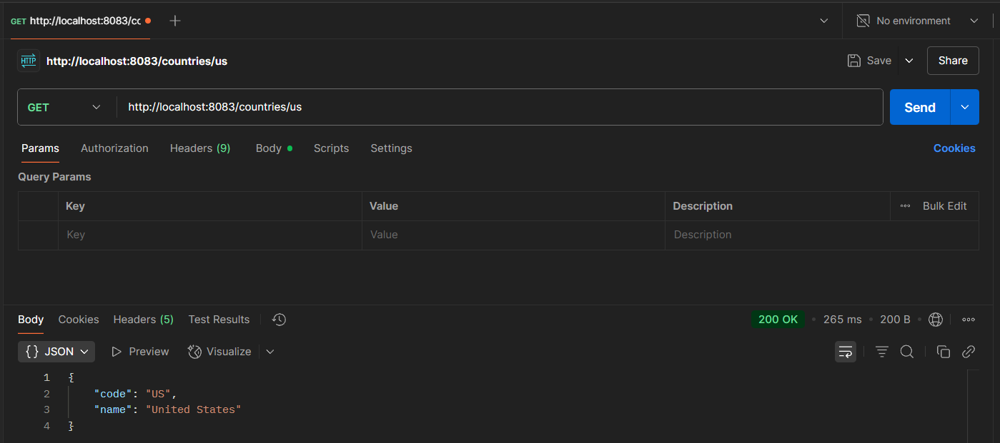 GET http://localhost:8083/cc
No environment
HTTP http://localhost:8083/countries/us
Save
Share
GET http://localhost:8083/countries/us
Send
Params Authorization Headers (9) Body Scripts Settings Cookies
Query Params
Key Value Description Bulk Edit
Key Value Description
Body Cookies Headers (5) Test Results 200 OK • 265 ms • 200 B •
{} JSON Preview Visualize
1 {
2 "code": "US",
3 "name": "United States"
4 }